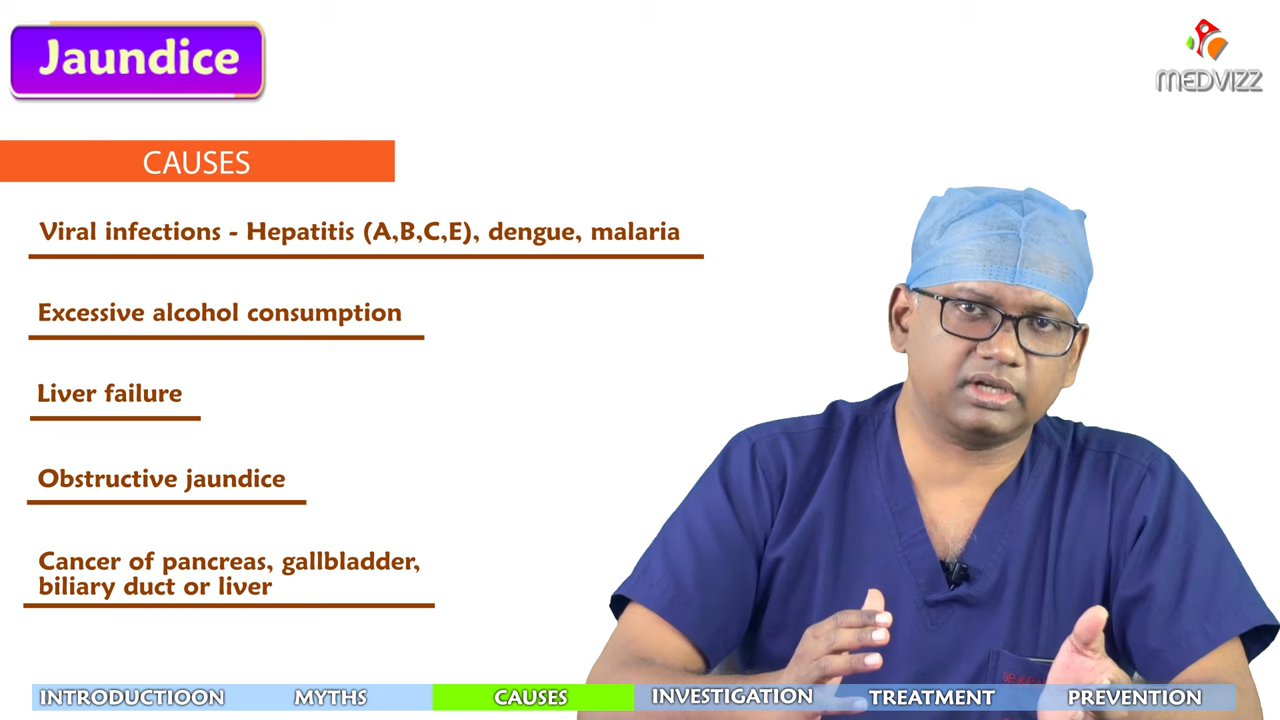 Jaundice
MEDVIZZ
CAUSES
Viral infections - Hepatitis (A,B,C,E), dengue, malaria
Excessive alcohol consumption
Liver failure
Obstructive jaundice
Cancer of pancreas, gallbladder,
biliary duct or liver
INTRODUCTIOON MYTHS CAUSES INVESTIGATION TREATMENT PREVENTION